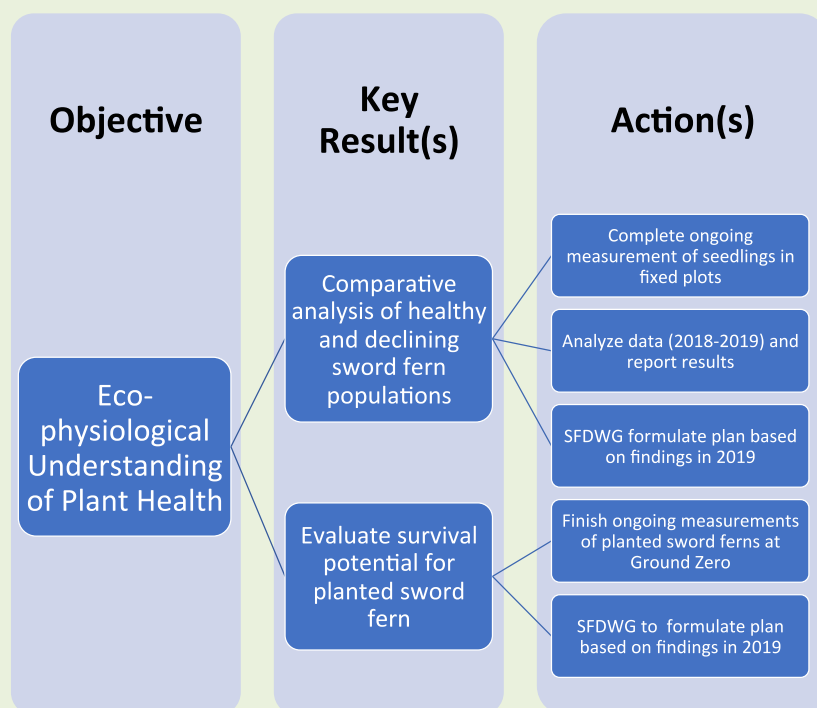 Objective
Key
Result(s)
Action(s)
Eco-
physiological
Understanding
of Plant Health
Comparative
analysis of healthy
and declining
sword fern
populations
Evaluate survival
potential for
planted sword
fern
Complete ongoing
measurement of seedlings in
fixed plots
Analyze data (2018-2019) and
report results
SFDWG formulate plan based
on findings in 2019
Finish ongoing measurements
of planted sword ferns at
Ground Zero
SFDWG to formulate plan
based on findings in 2019